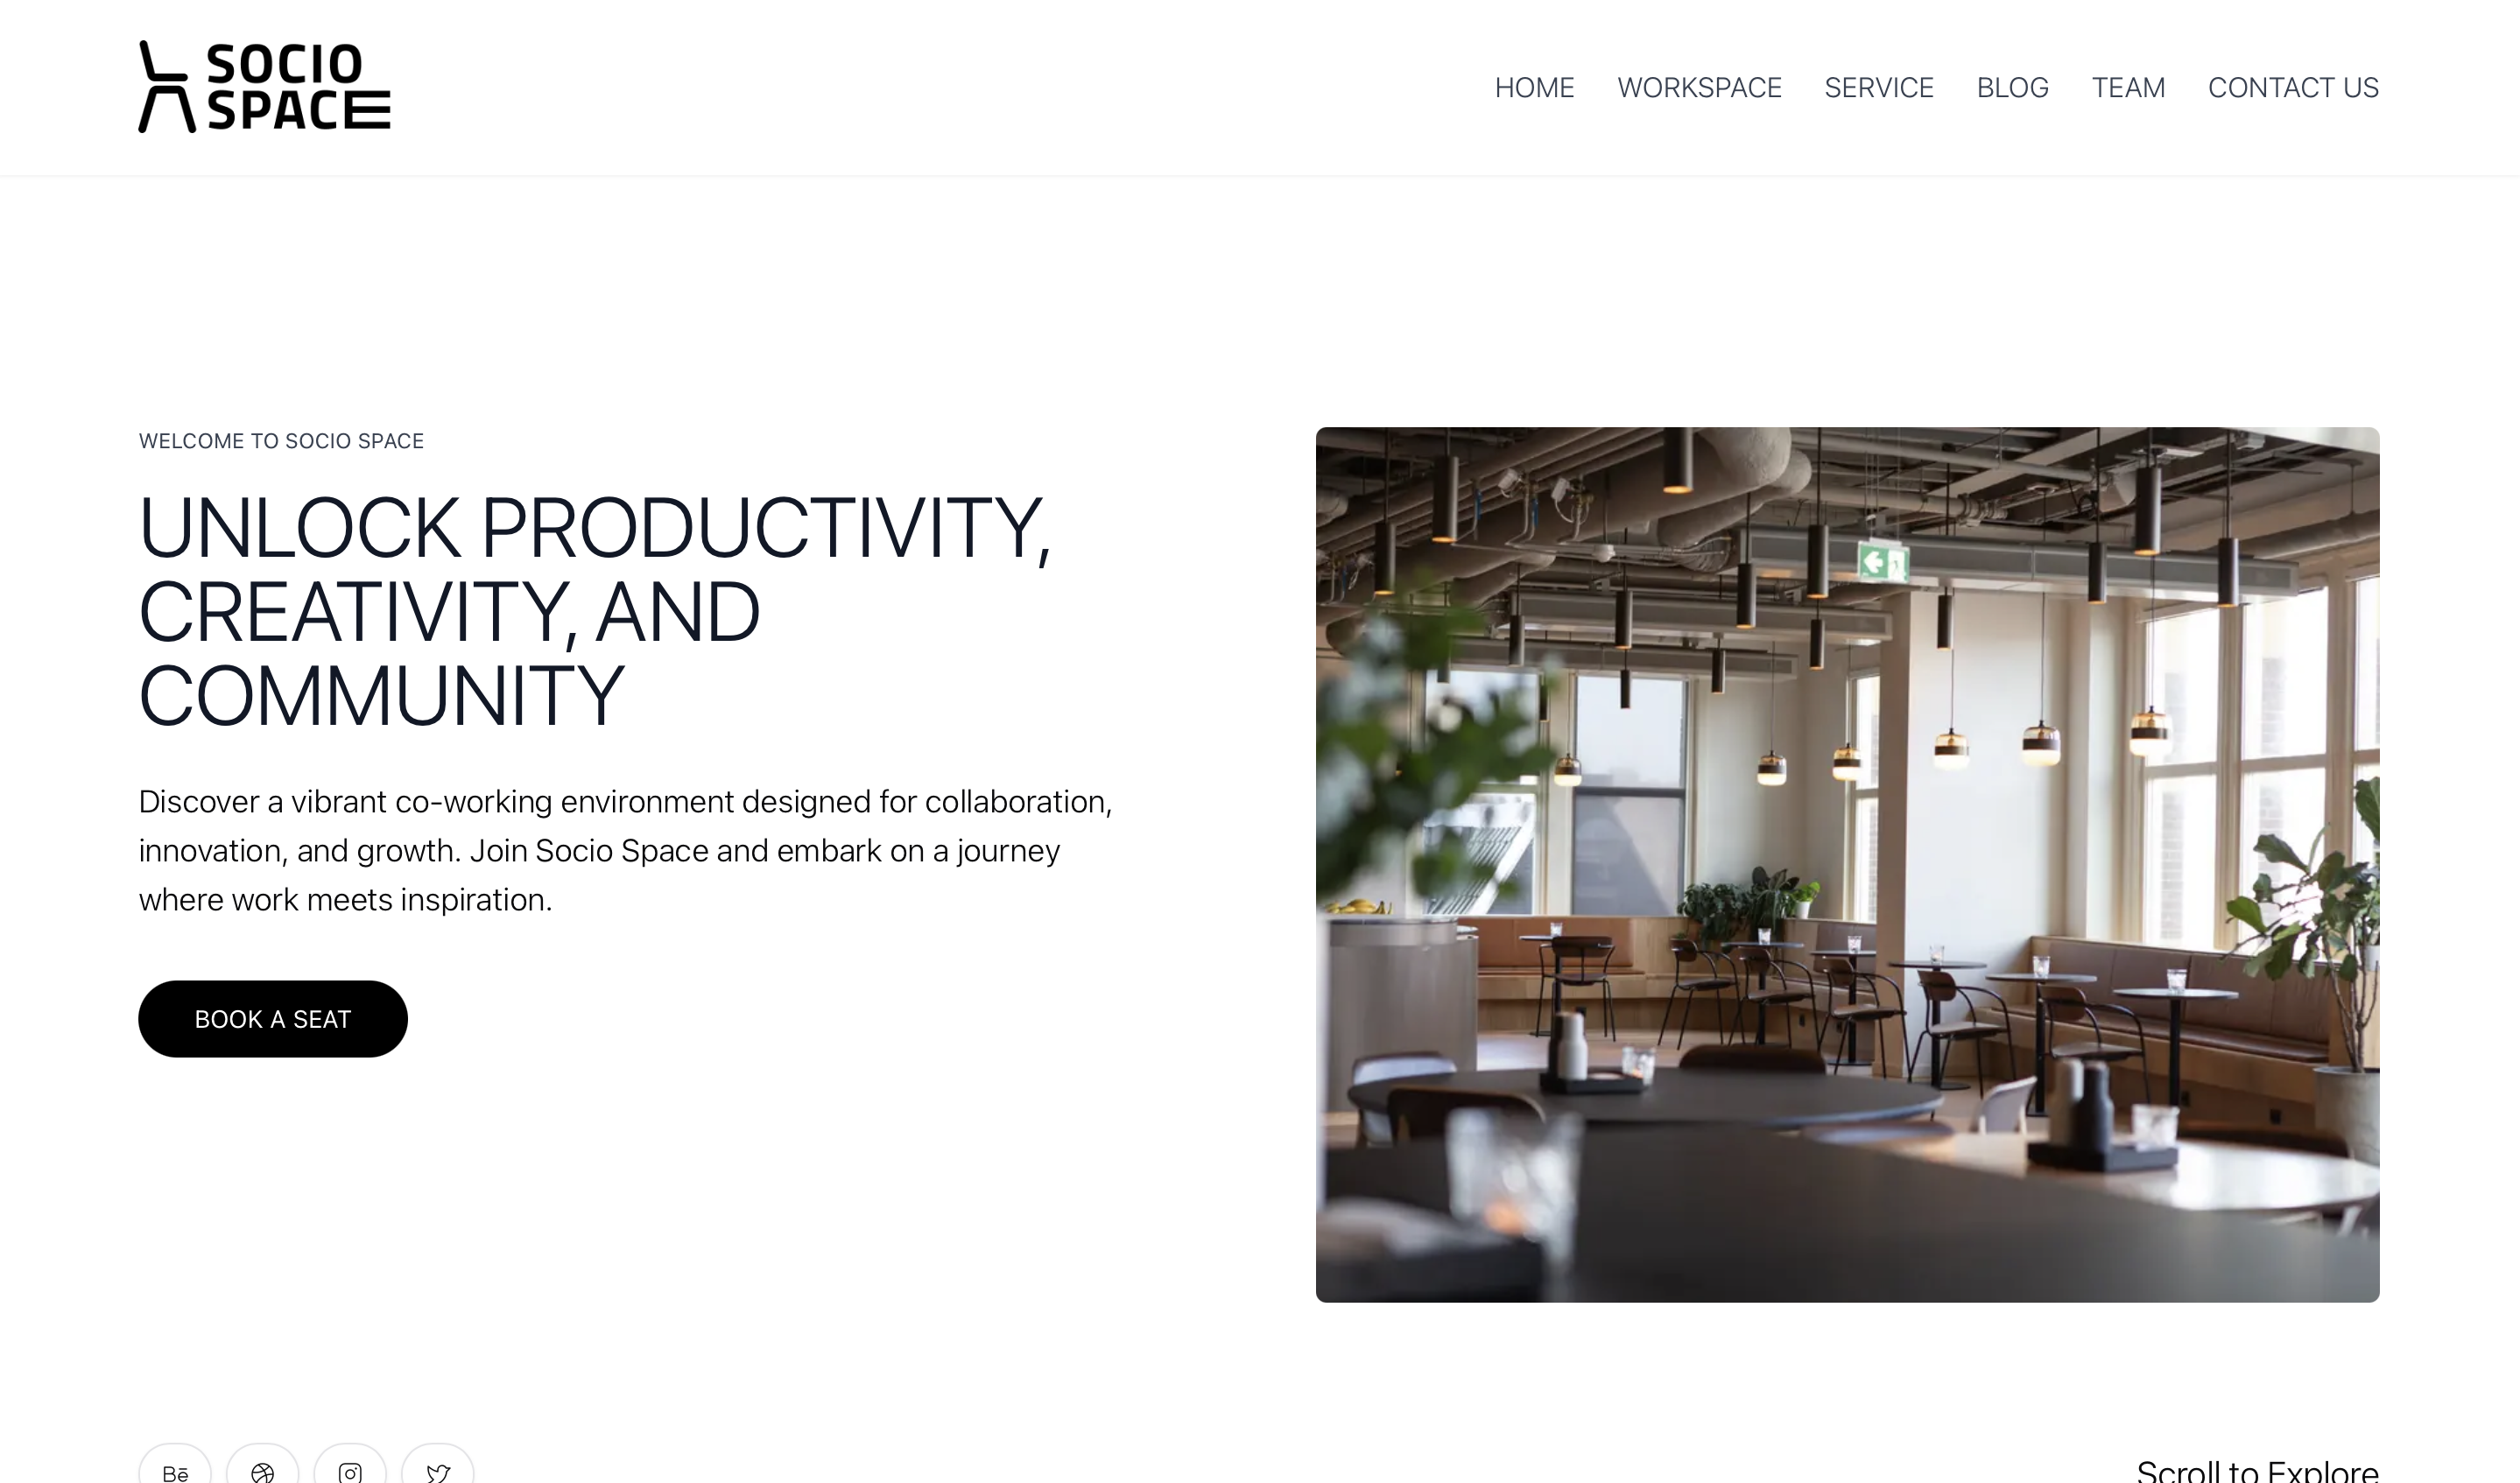 SOCIO
SPACE
HOME WORKSPACE SERVICE BLOG TEAM CONTACT US
WELCOME TO SOCIO SPACE
UNLOCK PRODUCTIVITY,
CREATIVITY, AND
COMMUNITY
Discover a vibrant co-working environment designed for collaboration,
innovation, and growth. Join Socio Space and embark on a journey
where work meets inspiration.
BOOK A SEAT
Bē
Scroll to Explore